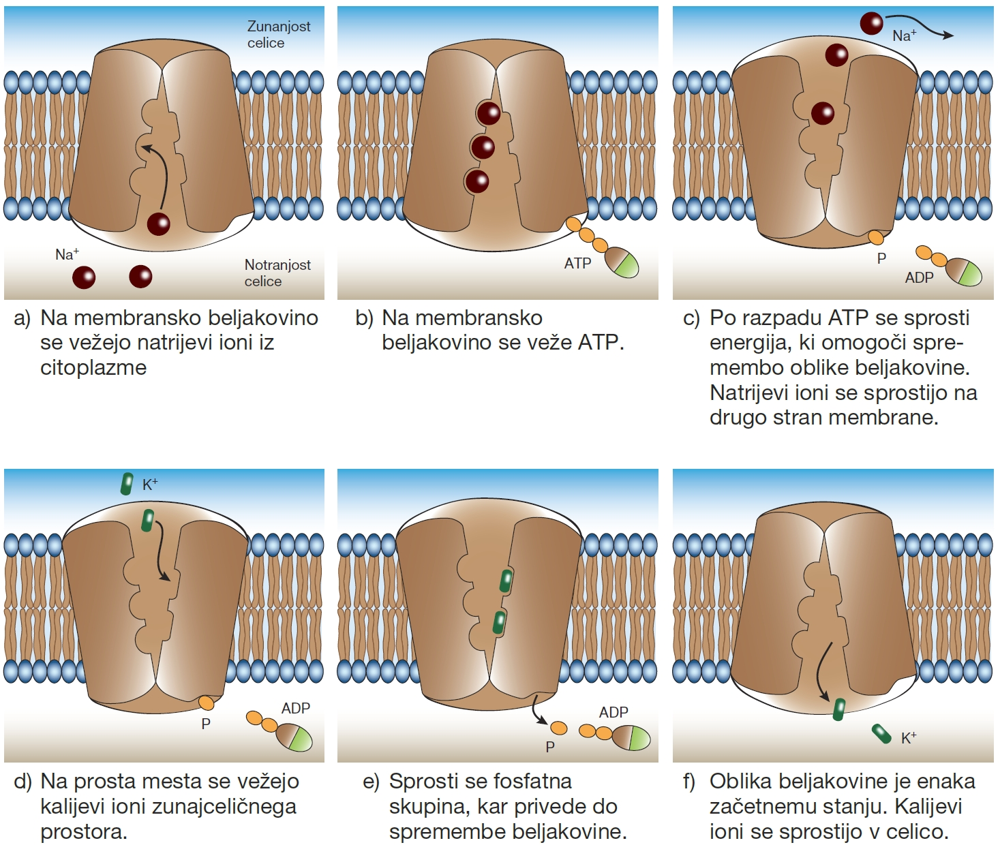 Zunanjost
celice
Na+
Notranjost
celice
a) Na membransko beljakovino
se vežejo natrijevi ioni iz
citoplazme
ATP
b) Na membransko
beljakovino se veže ATP.
Na+
P
ADP
c) Po razpadu ATP se sprosti
energija, ki omogoči spre-
membo oblike beljakovine.
Natrijevi ioni se sprostijo na
drugo stran membrane.
K+
ADP
P
d) Na prosta mesta se vežejo
kalijevi ioni zunajceličnega
prostora.
ADP
P
e) Sprosti se fosfatna
skupina, kar privede do
spremembe beljakovine.
K+
f) Oblika beljakovine je enaka
začetnemu stanju. Kalijevi
ioni se sprostijo v celico.